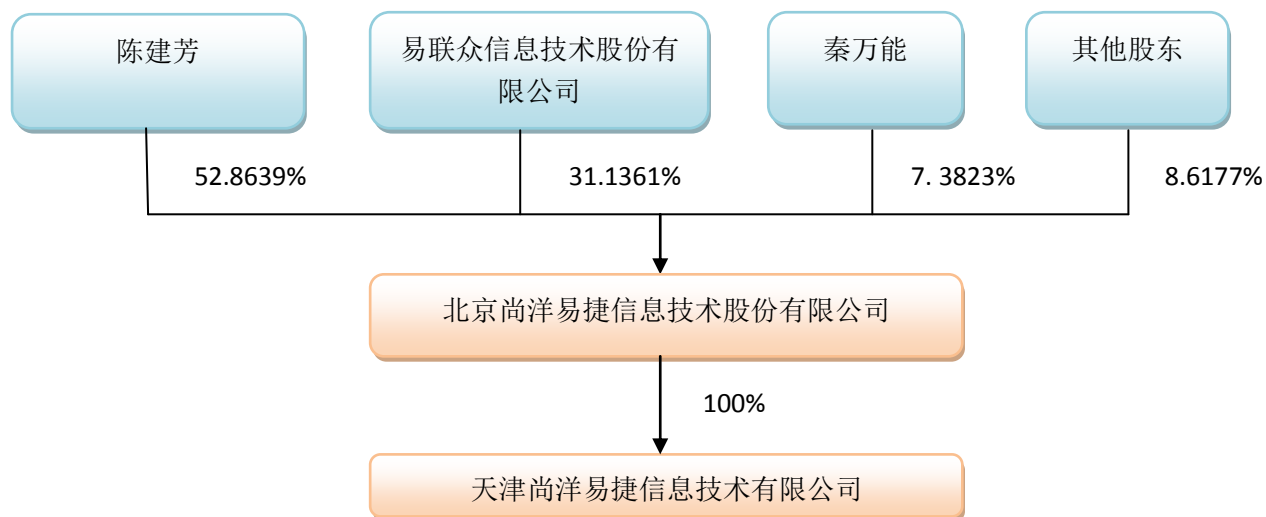 陈建芳
易联众信息技术股份有
限公司
秦万能
其他股东
52.8639%
31.1361%
7. 3823%
8.6177%
北京尚洋易捷信息技术股份有限公司
100%
天津尚洋易捷信息技术有限公司